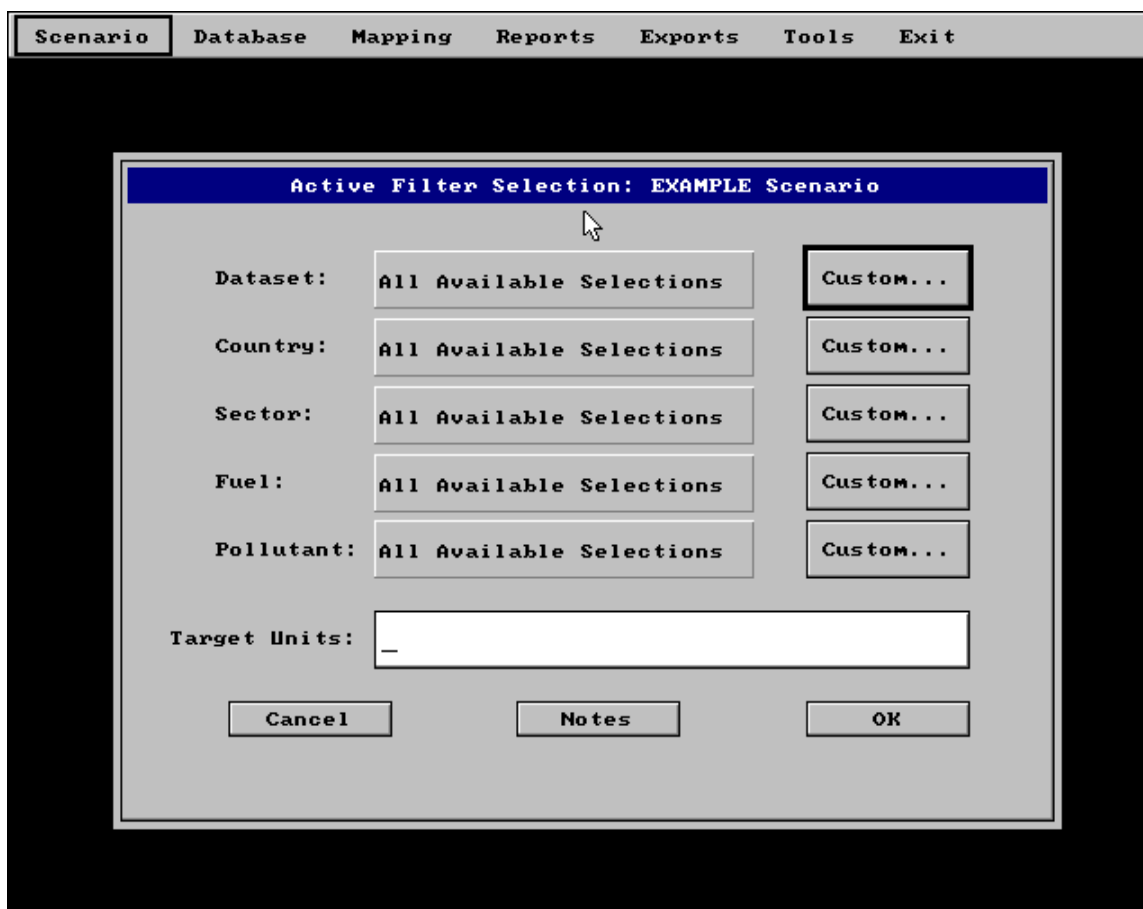 Scenario Database Mapping Reports Exports Tools Exit
Active Filter Selection: EXAMPLE Scenario
Dataset: All Available Selections Custom...
Country: All Available Selections Custom...
Sector: All Available Selections Custom...
Fuel: All Available Selections Custom...
Pollutant: All Available Selections Custom...
Target Units: _
Cancel Notes OK